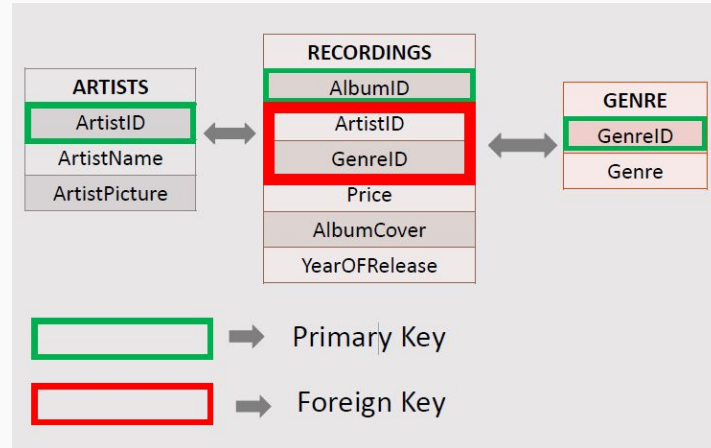 ARTISTS
ArtistID
ArtistName
ArtistPicture
RECORDINGS
AlbumID
ArtistID
GenreID
Price
AlbumCover
YearOFRelease
GENRE
GenreID
Genre
Primary Key
Foreign Key